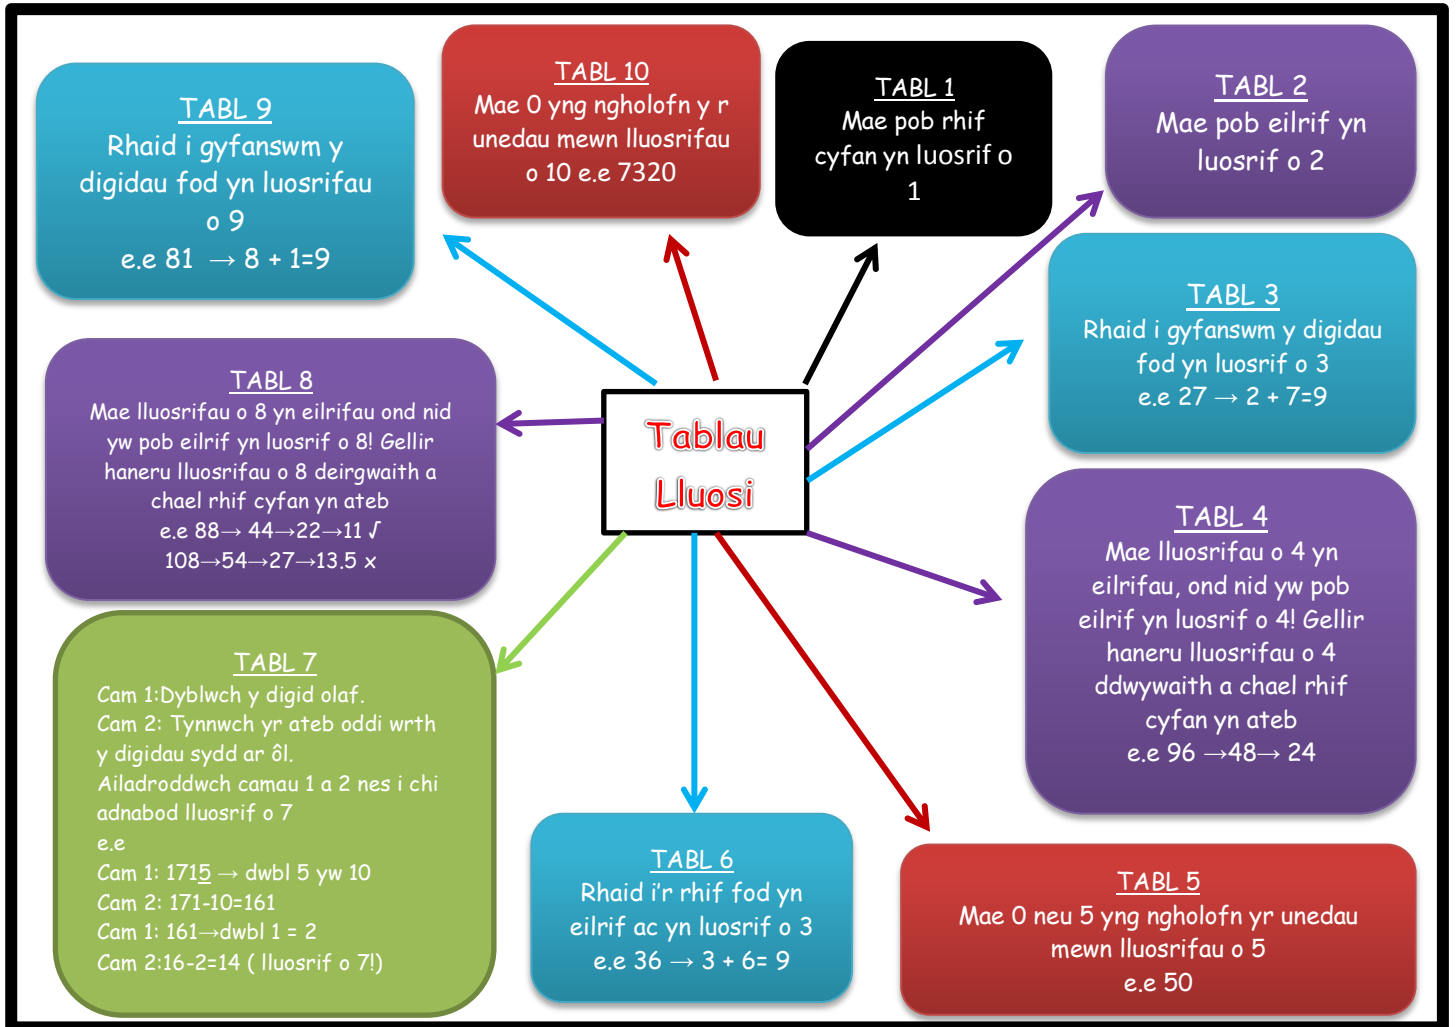 TABL 9
Rhaid i gyfanswm y
digidau fod yn luosrifau
o 9
e.e 81 → 8 + 1=9
TABL 10
Mae 0 yng ngholofn y r
unedau mewn lluosrifau
o 10 e.e 7320
TABL 1
Mae pob rhif
cyfan yn luosrif o
1
TABL 2
Mae pob eilrif yn
luosrif o 2
TABL 3
Rhaid i gyfanswm y digidau
fod yn luosrif o 3
e.e 27 → 2 + 7=9
TABL 8
Mae lluosrifau o 8 yn eilrifau ond nid
yw pob eilrif yn luosrif o 8! Gellir
haneru lluosrifau o 8 deirgwaith a
chael rhif cyfan yn ateb
e.e 88→ 44→22→11 √
108→54→27→13.5 x
Tablau
Lluosi
TABL 4
Mae lluosrifau o 4 yn
eilrifau, ond nid yw pob
eilrif yn luosrif o 4! Gellir
haneru lluosrifau o 4
ddwywaith a chael rhif
cyfan yn ateb
e.e 96 →48→ 24
TABL 7
Cam 1:Dyblwch y digid olaf.
Cam 2: Tynnwch yr ateb oddi wrth
y digidau sydd ar ôl.
Ailadroddwch camau 1 a 2 nes i chi
adnabod lluosrif o 7
e.e
Cam 1: 1715 → dwbl 5 yw 10
Cam 2: 171-10=161
Cam 1: 161→dwbl 1 = 2
Cam 2:16-2=14 ( lluosrif o 7!)
TABL 6
Rhaid i'r rhif fod yn
eilrif ac yn luosrif o 3
e.e 36 → 3 + 6= 9
TABL 5
Mae 0 neu 5 yng ngholofn yr unedau
mewn lluosrifau o 5
e.e 50